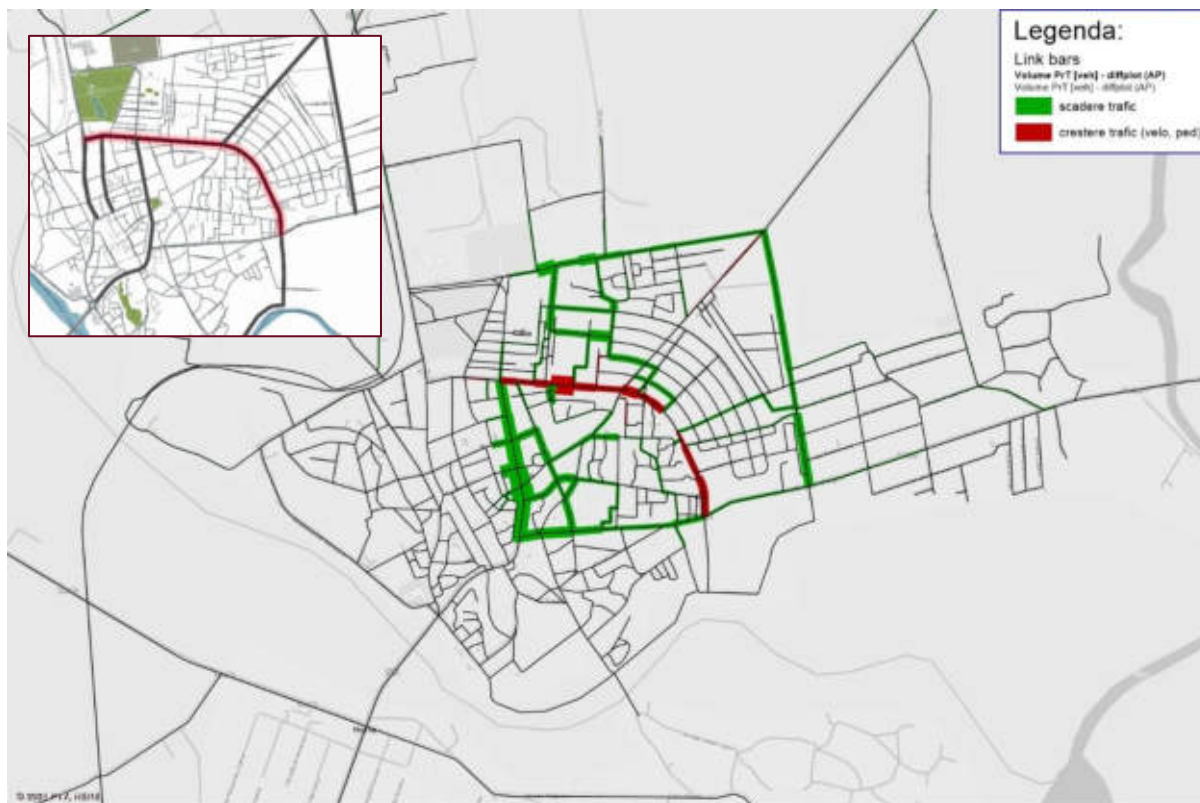 Legenda:
Link bars
Volume PrT [veh] - diffplot (AP)
Volume PrT [veh] - diffplot (AP)
scadere trafic
crestere trafic (velo, ped)